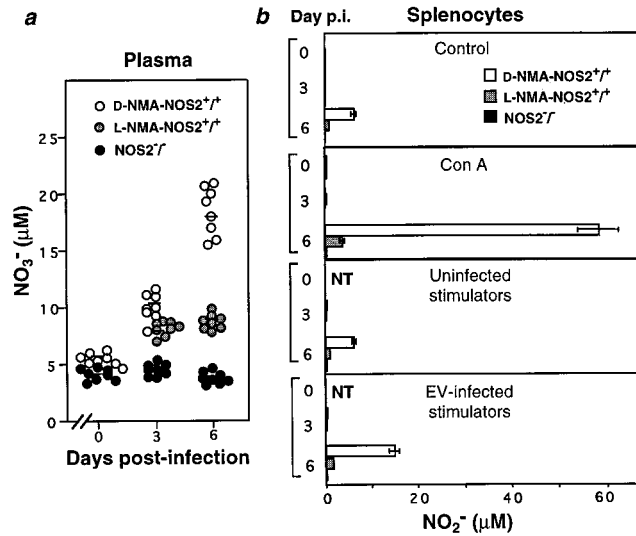 a
Plasma
D-NMA-NOS2+/+
L-NMA-NOS2+/+
NOS2-/-
NO3- (μM)
30
25
20
15
10
5
0
0
3
6
Days post-infection
b
Day p.i.
Splenocytes
Control
D-NMA-NOS2+/+
L-NMA-NOS2+/+
NOS2-/-
0
3
6
Con A
0
3
6
NT
Uninfected
stimulators
0
3
6
NT
EV-infected
stimulators
0
3
6
0
20
40
60
NO2- (μM)